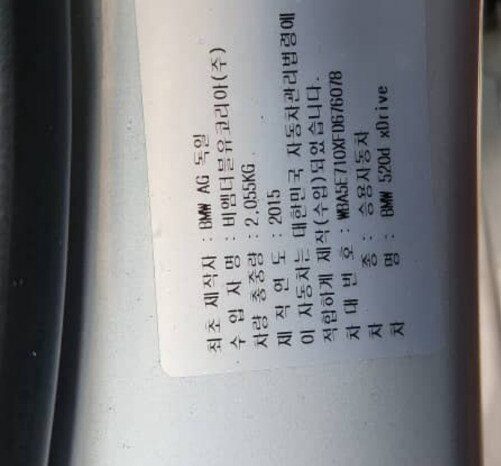 최초 제작사 : BMW AG 독일
수 입 사 명 : 비엠더블유코리아(주)
차량 총중량 : 2,055KG
제 작 연 도 : 2015
이 자동차는 대한민국 자동차관리법령에
적합하게 제작(수입)되었습니다.
차 대 번 호 : WBA5E710XFD676078
차 종 : 승용자동차
차 명 : BMW 520d xDrive